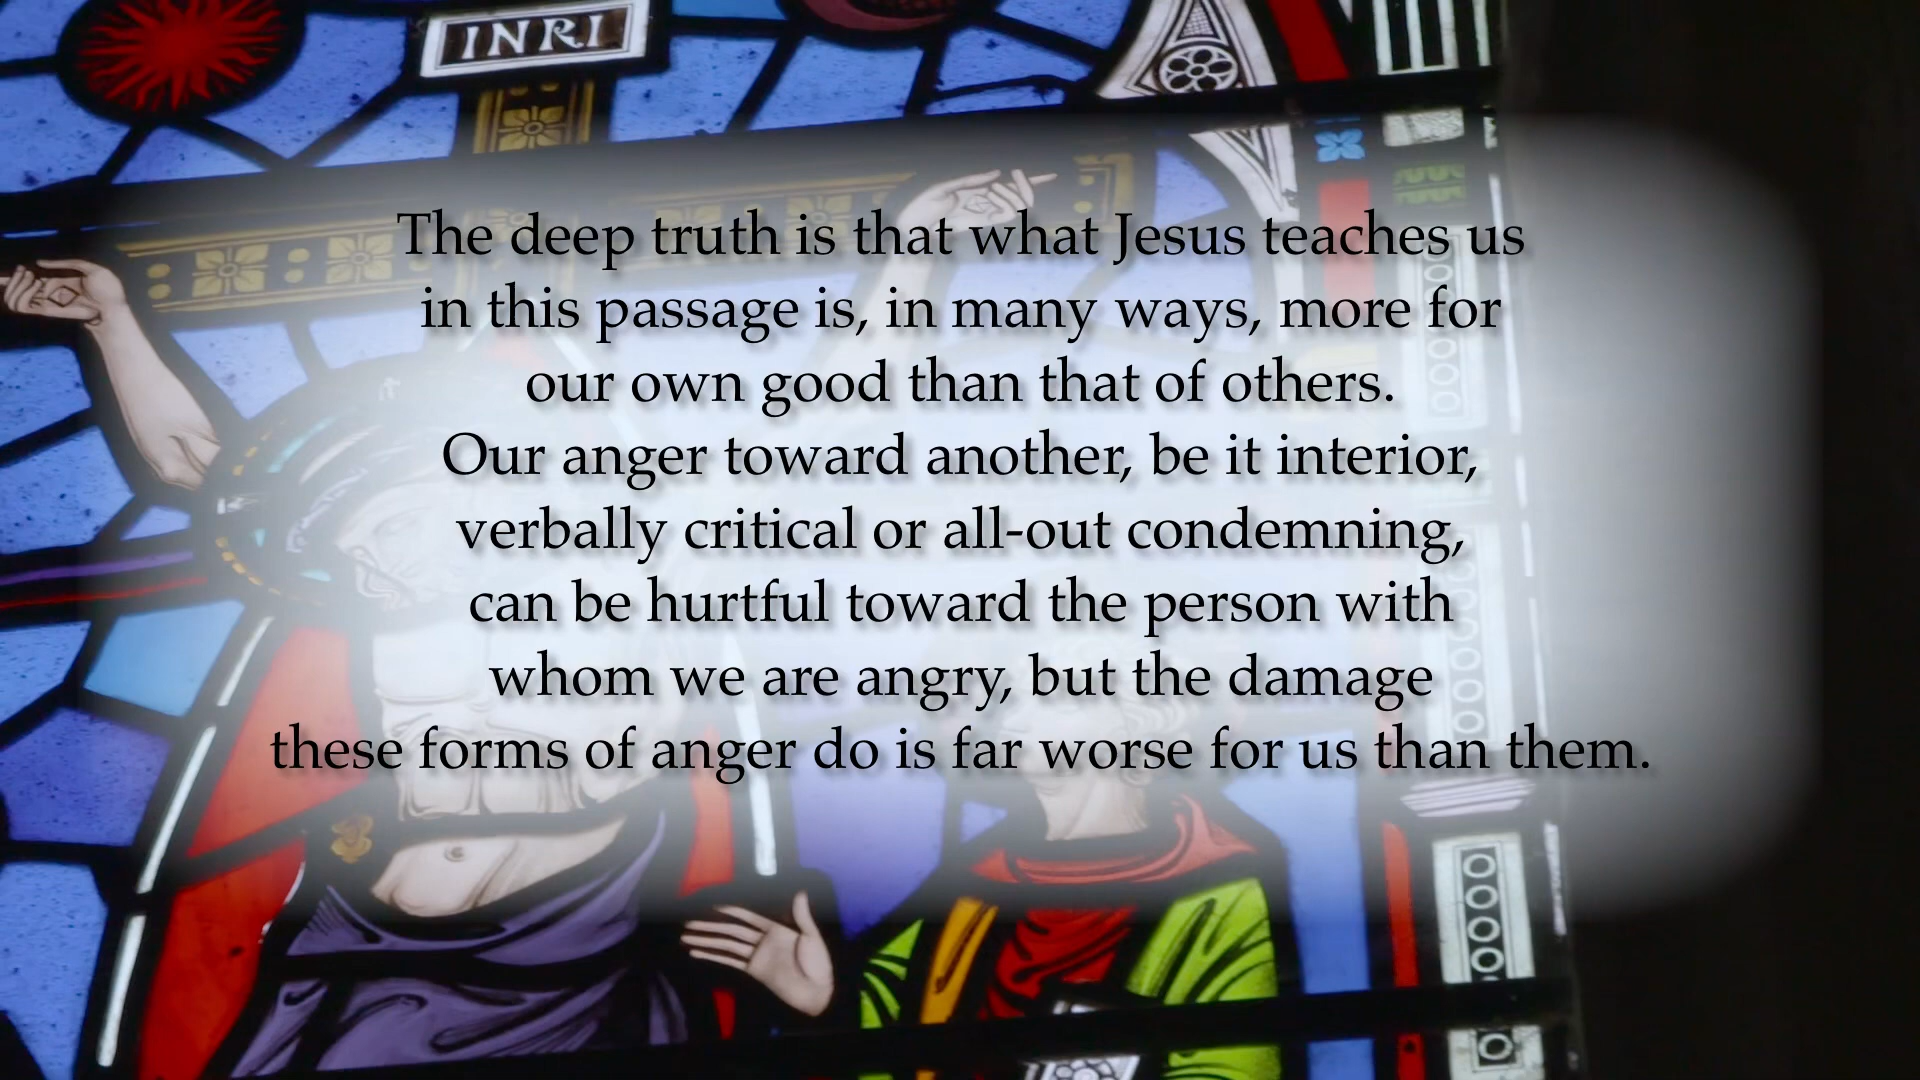 INRI
The deep truth is that what Jesus teaches us
in this passage is, in many ways, more for
our own good than that of others.
Our anger toward another, be it interior,
verbally critical or all-out condemning,
can be hurtful toward the person with
whom we are angry, but the damage
these forms of anger do is far worse for us than them.